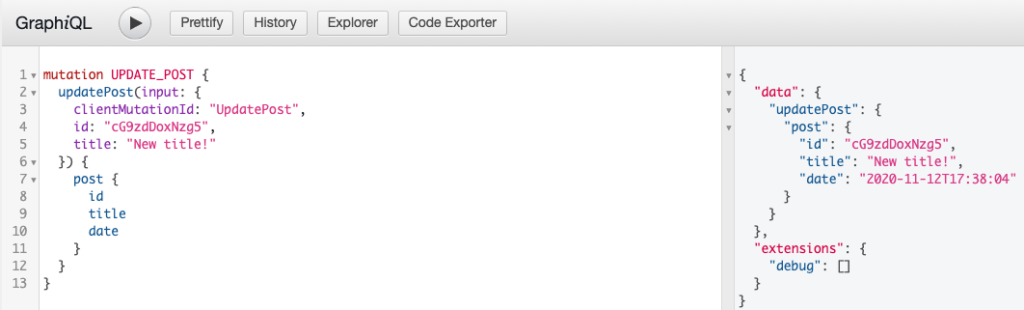 GraphiQL Prettify History Explorer Code Exporter
1 mutation UPDATE_POST {
2 updatePost(input: {
3 clientMutationId: "UpdatePost",
4 id: "cG9zdDoxNzg5",
5 title: "New title!"
6 }) {
7 post {
8 id
9 title
10 date
11 }
12 }
13 }
{
"data": {
"updatePost": {
"post": {
"id": "cG9zdDoxNzg5",
"title": "New title!",
"date": "2020-11-12T17:38:04"
}
}
},
"extensions": {
"debug": []
}
}